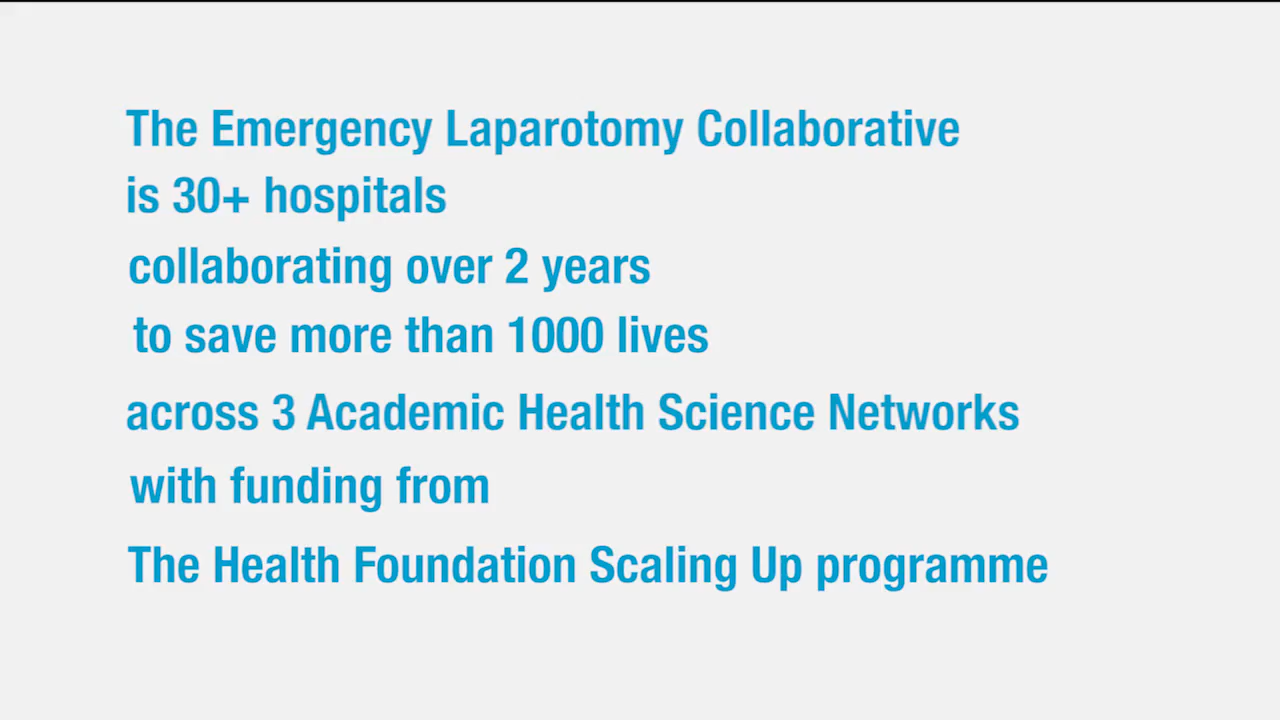 The Emergency Laparotomy Collaborative
is 30+ hospitals
collaborating over 2 years
to save more than 1000 lives
across 3 Academic Health Science Networks
with funding from
The Health Foundation Scaling Up programme